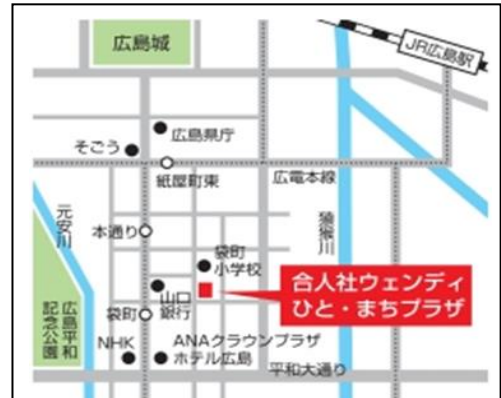 JR広島駅
広島城
広島県庁
そごう
紙屋町東
広電本線
元安川
本通り
袋町
小学校
合人社ウェンディ
ひと・まちプラザ
山口
銀行
袋町
広島平和
記念公園
NHK
ANAクラウンプラザ
ホテル広島
平和大通り